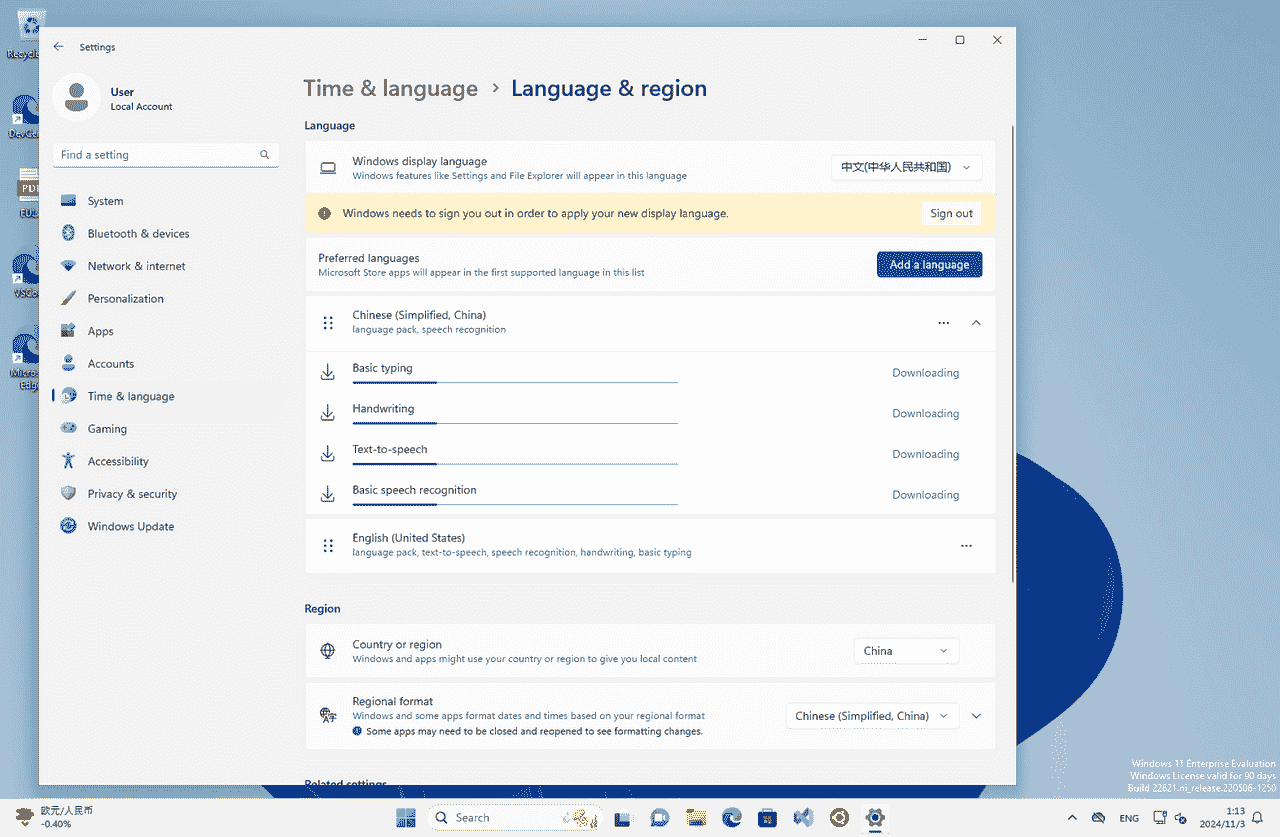 Recycle
Settings
User
Local Account
Time & language > Language & region
Language
Find a setting
Windows display language
Windows features like Settings and File Explorer will appear in this language
中文(中华人民共和国)
Windows needs to sign you out in order to apply your new display language.
Sign out
Preferred languages
Microsoft Store apps will appear in the first supported language in this list
Add a language
System
Bluetooth & devices
Network & internet
Personalization
Apps
Accounts
Time & language
Gaming
Accessibility
Privacy & security
Windows Update
Chinese (Simplified, China)
language pack, speech recognition
Basic typing
Downloading
Handwriting
Downloading
Text-to-speech
Downloading
Basic speech recognition
Downloading
English (United States)
language pack, text-to-speech, speech recognition, handwriting, basic typing
Region
Country or region
Windows and apps might use your country or region to give you local content
China
Regional format
Windows and some apps format dates and times based on your regional format
Some apps may need to be closed and reopened to see formatting changes.
Chinese (Simplified, China)
Related settings
Edge
Windows 11 Enterprise Evaluation
Windows License valid for 90 days
Build 22621.ni_release.220506-1250
欧元/人民币
-0.40%
Search
ENG
1:13
2024/11/3